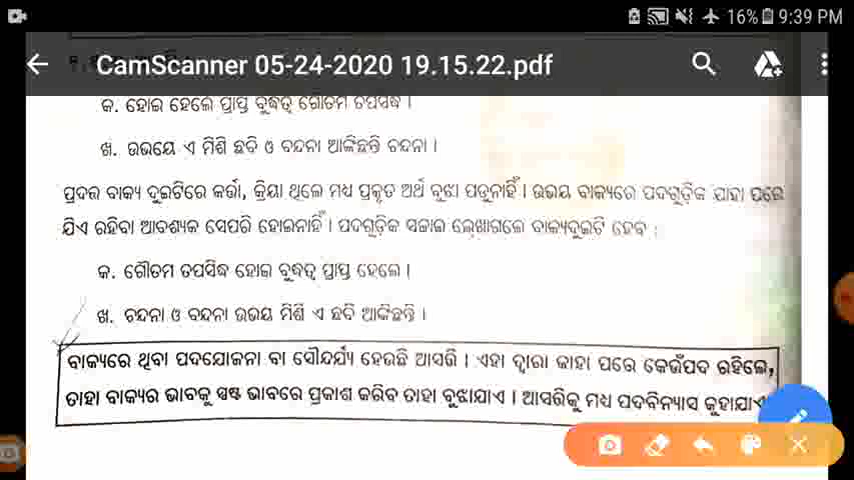 16% 9:39 PM
CamScanner 05-24-2020 19.15.22.pdf
କ. ହୋଇ ହେଲେ ପ୍ରାପ୍ତ ବୁଦ୍ଧତ୍ୱ ଗୌତମ ତପସିଦ୍ଧ ।
ଖ. ଉଭୟେ ଏ ମିଶି ଛବି ଓ ବନ୍ଦନା ଆଙ୍କିଛନ୍ତି ଚନ୍ଦନା ।
ପ୍ରଦତ୍ତ ବାକ୍ୟ ଦୁଇଟିରେ କର୍ତ୍ତା, କ୍ରିୟା ଥିଲେ ମଧ୍ୟ ପ୍ରକୃତ ଅର୍ଥ ବୁଝା ପଡୁନାହିଁ । ଉଭୟ ବାକ୍ୟରେ ପଦଗୁଡ଼ିକ ଯାହା ପରେ
ଯିଏ ରହିବା ଆବଶ୍ୟକ ସେପରି ହୋଇନାହିଁ । ପଦଗୁଡ଼ିକ ସଜାଇ ଲେଖାଗଲେ ବାକ୍ୟଦୁଇଟି ହେବ :
କ. ଗୌତମ ତପସିଦ୍ଧ ହୋଇ ବୁଦ୍ଧତ୍ୱ ପ୍ରାପ୍ତ ହେଲେ ।
ଖ. ଚନ୍ଦନା ଓ ବନ୍ଦନା ଉଭୟ ମିଶି ଏ ଛବି ଆଙ୍କିଛନ୍ତି ।
ବାକ୍ୟରେ ଥିବା ପଦଯୋଜନା ବା ସୌନ୍ଦର୍ଯ୍ୟ ହେଉଛି ଆସତ୍ତି । ଏହା ଦ୍ୱାରା କାହା ପରେ କେଉଁପଦ ରହିଲେ,
ତାହା ବାକ୍ୟର ଭାବକୁ ସ୍ପଷ୍ଟ ଭାବରେ ପ୍ରକାଶ କରିବ ତାହା ବୁଝାଯାଏ । ଆସତ୍ତିକୁ ମଧ୍ୟ ପଦବିନ୍ୟାସ କୁହାଯାଏ